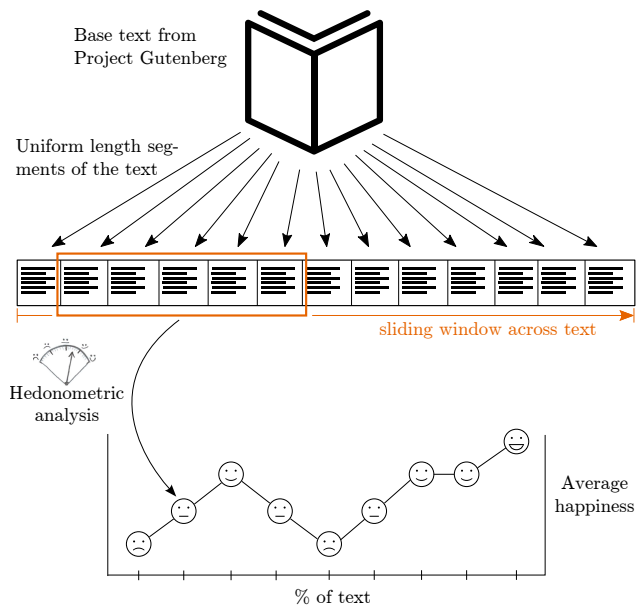 Base text from
Project Gutenberg
Uniform length seg-
ments of the text
sliding window across text
Hedonometric
analysis
Average
happiness
% of text